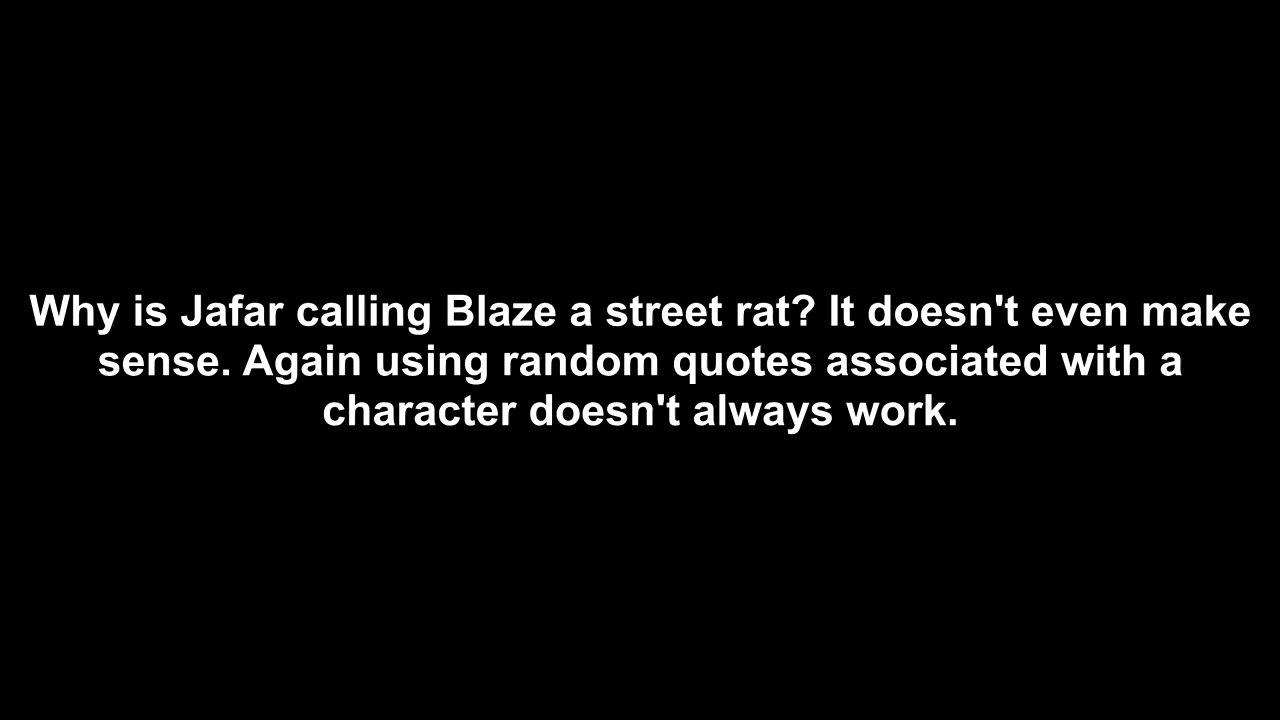 Why is Jafar calling Blaze a street rat? It doesn't even make
sense. Again using random quotes associated with a
character doesn't always work.